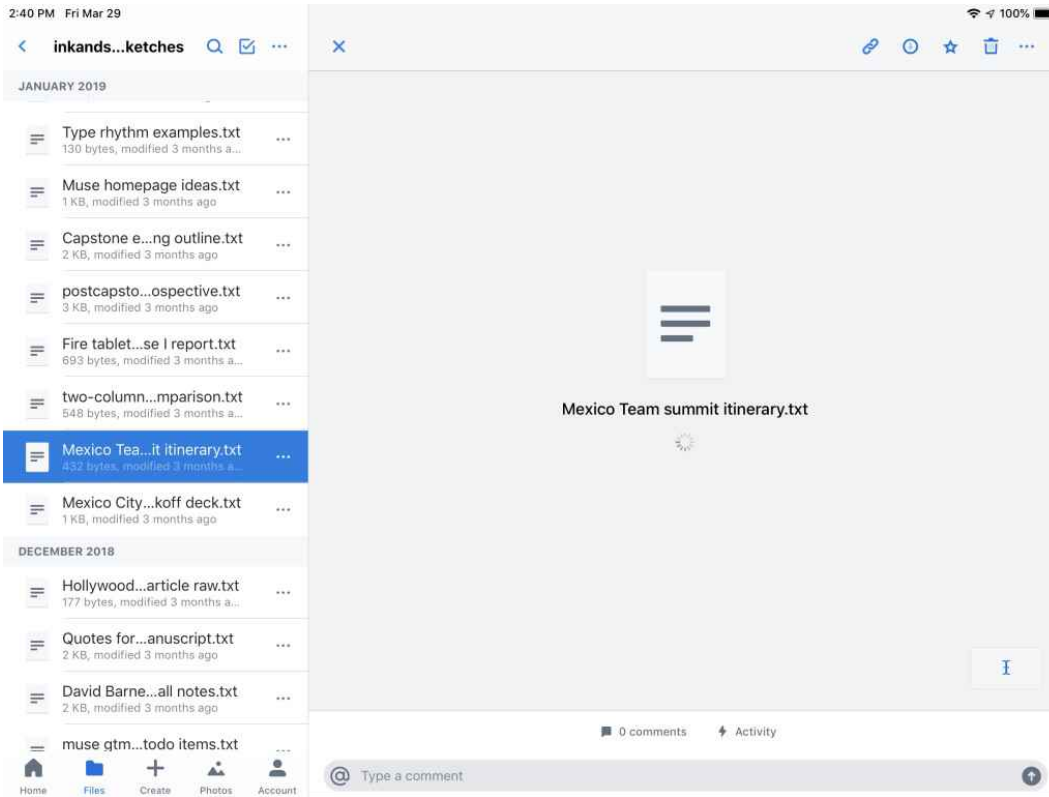 2:40 PM Fri Mar 29
100%
inkands...ketches
JANUARY 2019
Type rhythm examples.txt
130 bytes, modified 3 months a...
Muse homepage ideas.txt
1 KB, modified 3 months ago
Capstone e...ng outline.txt
2 KB, modified 3 months ago
postcapsto...ospective.txt
3 KB, modified 3 months ago
Fire tablet...se I report.txt
693 bytes, modified 3 months a...
two-column...mparison.txt
548 bytes, modified 3 months a...
Mexico Tea...it itinerary.txt
432 bytes, modified 3 months a...
Mexico City...koff deck.txt
1 KB, modified 3 months ago
DECEMBER 2018
Hollywood...article raw.txt
177 bytes, modified 3 months a...
Quotes for...anuscript.txt
2 KB, modified 3 months ago
David Barne...all notes.txt
2 KB, modified 3 months ago
muse gtm...todo items.txt
Home Files Create Photos Account
Mexico Team summit itinerary.txt
0 comments Activity
@ Type a comment